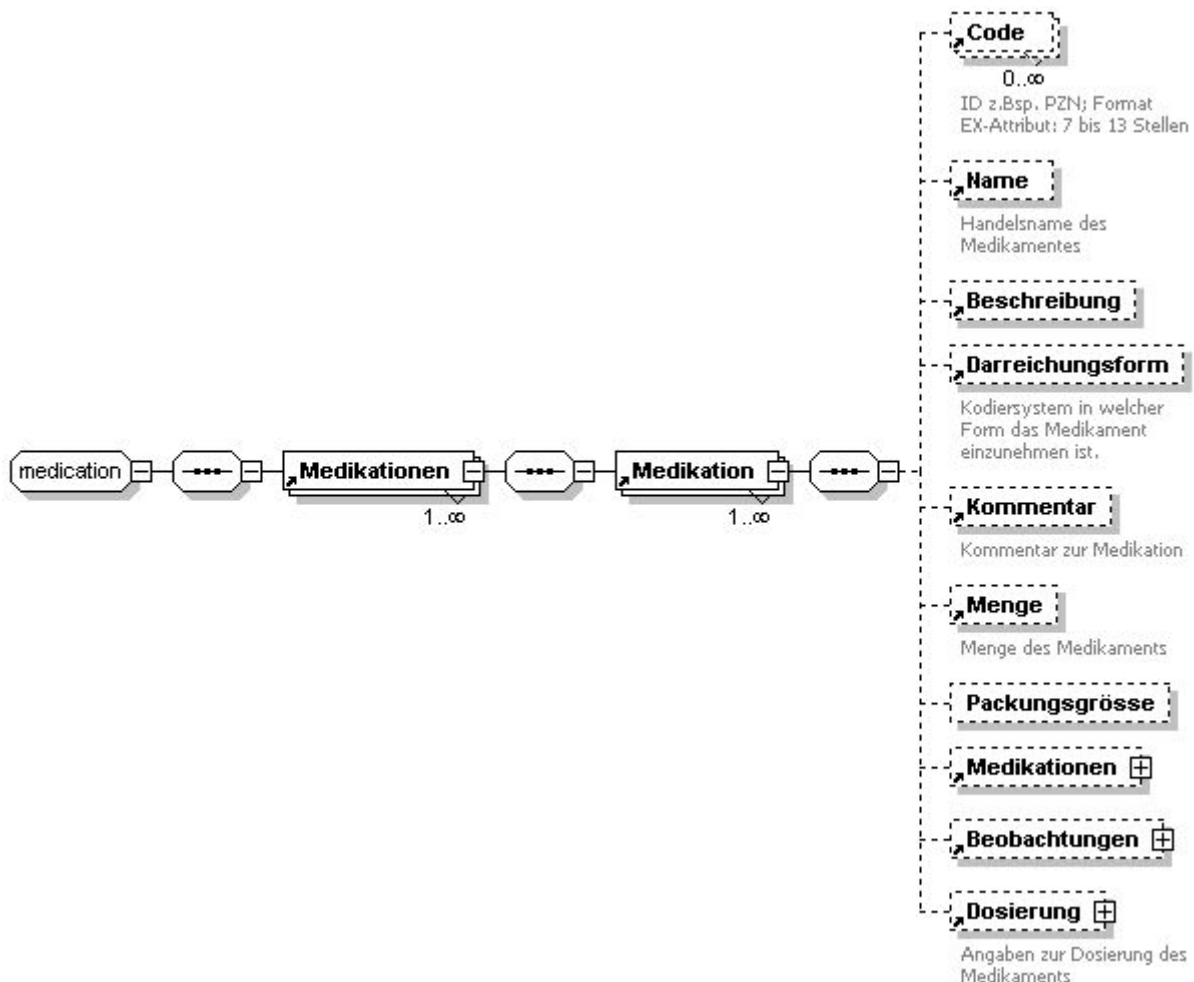 Code
0..∞
ID z.Bsp. PZN; Format
EX-Attribut: 7 bis 13 Stellen
Name
Handelsname des
Medikamentes
Beschreibung
Darreichungsform
Kodiersystem in welcher
Form das Medikament
einzunehmen ist.
medication
Medikationen
1..∞
Medikation
1..∞
Kommentar
Kommentar zur Medikation
Menge
Menge des Medikaments
Packungsgrösse
Medikationen
Beobachtungen
Dosierung
Angaben zur Dosierung des
Medikaments